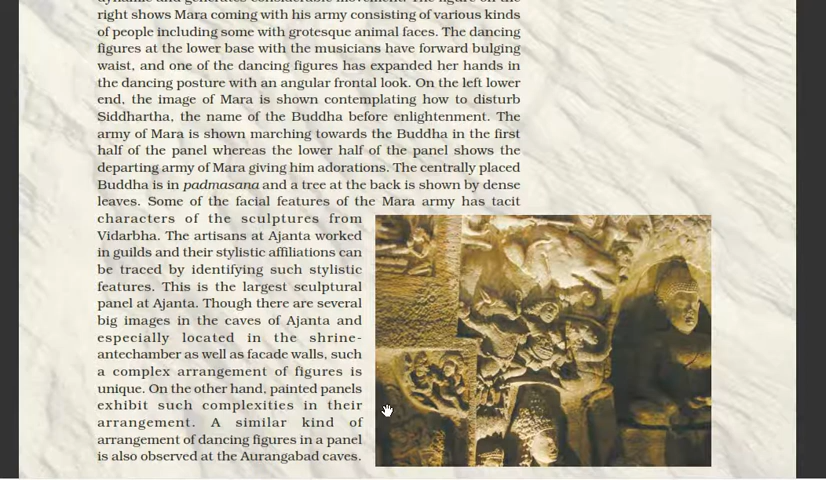 dynamic and generates considerable movement. The figure on the
right shows Mara coming with his army consisting of various kinds
of people including some with grotesque animal faces. The dancing
figures at the lower base with the musicians have forward bulging
waist, and one of the dancing figures has expanded her hands in
the dancing posture with an angular frontal look. On the left lower
end, the image of Mara is shown contemplating how to disturb
Siddhartha, the name of the Buddha before enlightenment. The
army of Mara is shown marching towards the Buddha in the first
half of the panel whereas the lower half of the panel shows the
departing army of Mara giving him adorations. The centrally placed
Buddha is in padmasana and a tree at the back is shown by dense
leaves. Some of the facial features of the Mara army has tacit
characters of the sculptures from
Vidarbha. The artisans at Ajanta worked
in guilds and their stylistic affiliations can
be traced by identifying such stylistic
features. This is the largest sculptural
panel at Ajanta. Though there are several
big images in the caves of Ajanta and
especially located in the shrine-
antechamber as well as facade walls, such
a complex arrangement of figures is
unique. On the other hand, painted panels
exhibit such complexities in their
arrangement. A similar kind of
arrangement of dancing figures in a panel
is also observed at the Aurangabad caves.